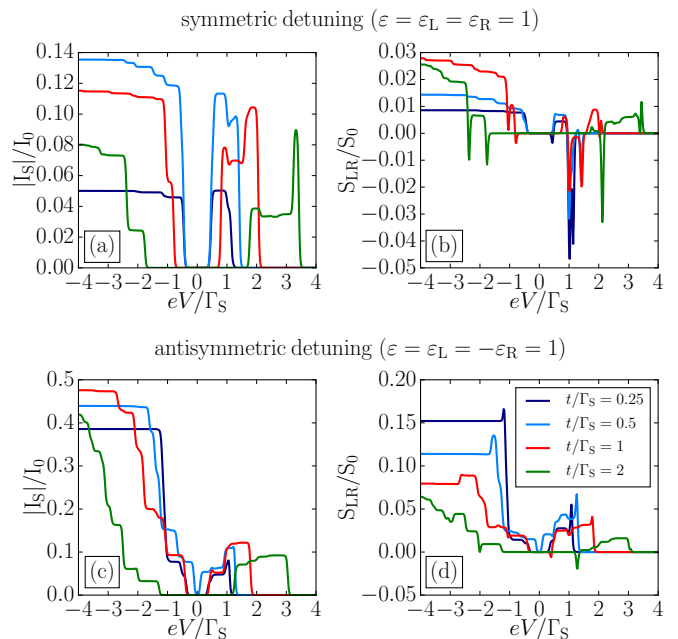 symmetric detuning (ε = ε_L = ε_R = 1)
0.14
0.12
0.10
0.08
0.06
0.04
0.02
0.00
|I_S|/I_0
(a)
−4 −3 −2 −1 0 1 2 3 4
eV/Γ_S
0.03
0.02
0.01
0.00
−0.01
−0.02
−0.03
−0.04
−0.05
S_LR/S_0
(b)
−4 −3 −2 −1 0 1 2 3 4
eV/Γ_S
antisymmetric detuning (ε = ε_L = −ε_R = 1)
0.5
0.4
0.3
0.2
0.1
0.0
|I_S|/I_0
(c)
−4 −3 −2 −1 0 1 2 3 4
eV/Γ_S
0.20
0.15
0.10
0.05
0.00
−0.05
S_LR/S_0
t/Γ_S = 0.25
t/Γ_S = 0.5
t/Γ_S = 1
t/Γ_S = 2
(d)
−4 −3 −2 −1 0 1 2 3 4
eV/Γ_S